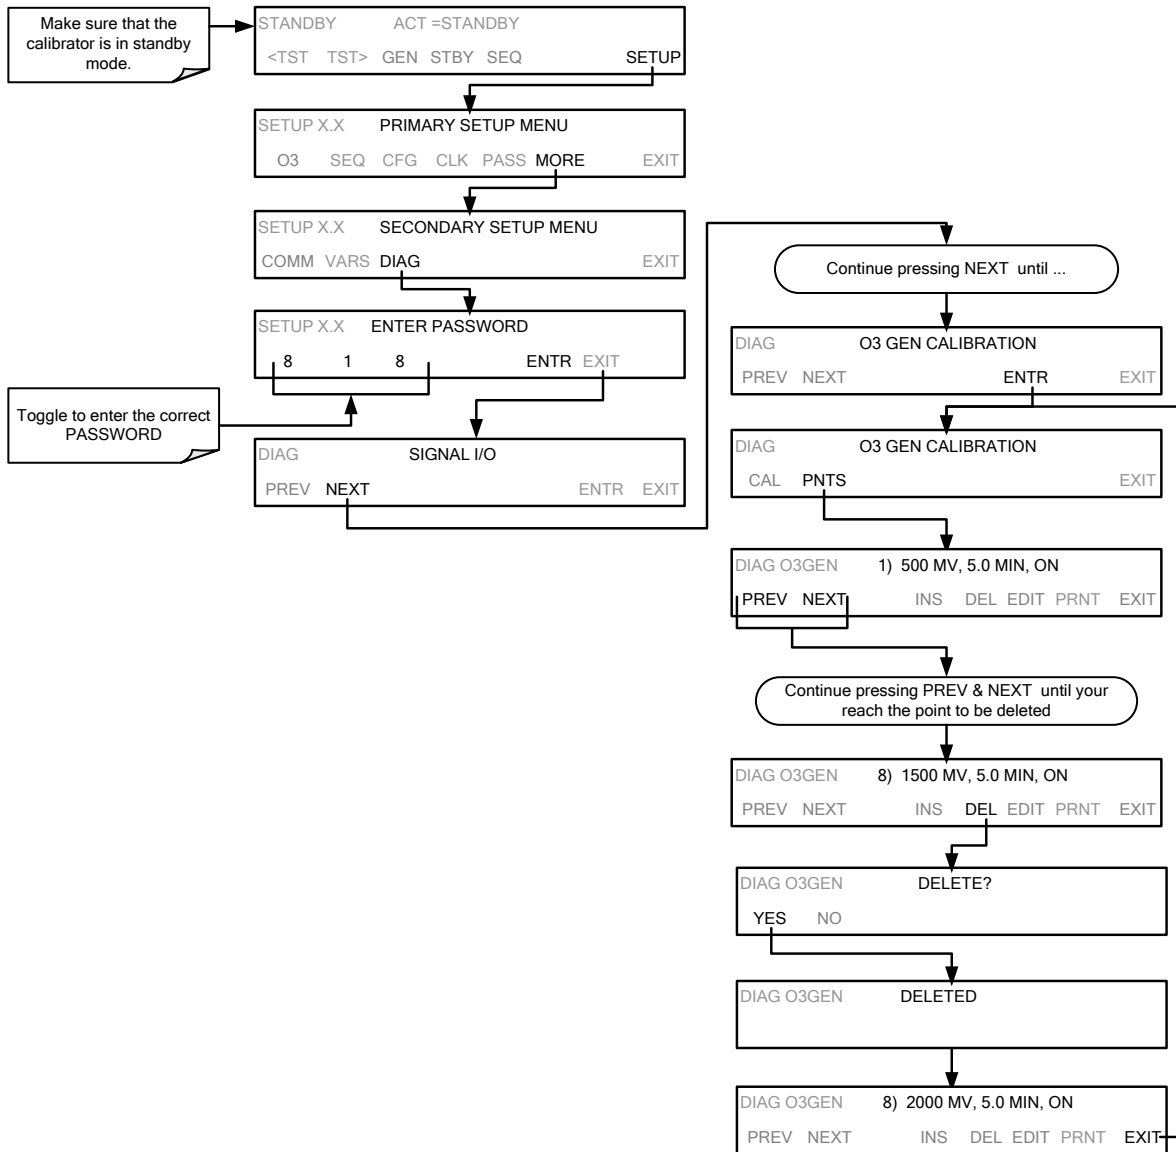 Make sure that the
calibrator is in standby
mode.
STANDBY ACT =STANDBY
<TST TST> GEN STBY SEQ SETUP
SETUP X.X PRIMARY SETUP MENU
O3 SEQ CFG CLK PASS MORE EXIT
SETUP X.X SECONDARY SETUP MENU
COMM VARS DIAG EXIT
SETUP X.X ENTER PASSWORD
8 1 8 ENTR EXIT
Toggle to enter the correct
PASSWORD
DIAG SIGNAL I/O
PREV NEXT ENTR EXIT
Continue pressing NEXT until ...
DIAG O3 GEN CALIBRATION
PREV NEXT ENTR EXIT
DIAG O3 GEN CALIBRATION
CAL PNTS EXIT
DIAG O3GEN 1) 500 MV, 5.0 MIN, ON
PREV NEXT INS DEL EDIT PRNT EXIT
Continue pressing PREV & NEXT until your
reach the point to be deleted
DIAG O3GEN 8) 1500 MV, 5.0 MIN, ON
PREV NEXT INS DEL EDIT PRNT EXIT
DIAG O3GEN DELETE?
YES NO
DIAG O3GEN DELETED
DIAG O3GEN 8) 2000 MV, 5.0 MIN, ON
PREV NEXT INS DEL EDIT PRNT EXIT